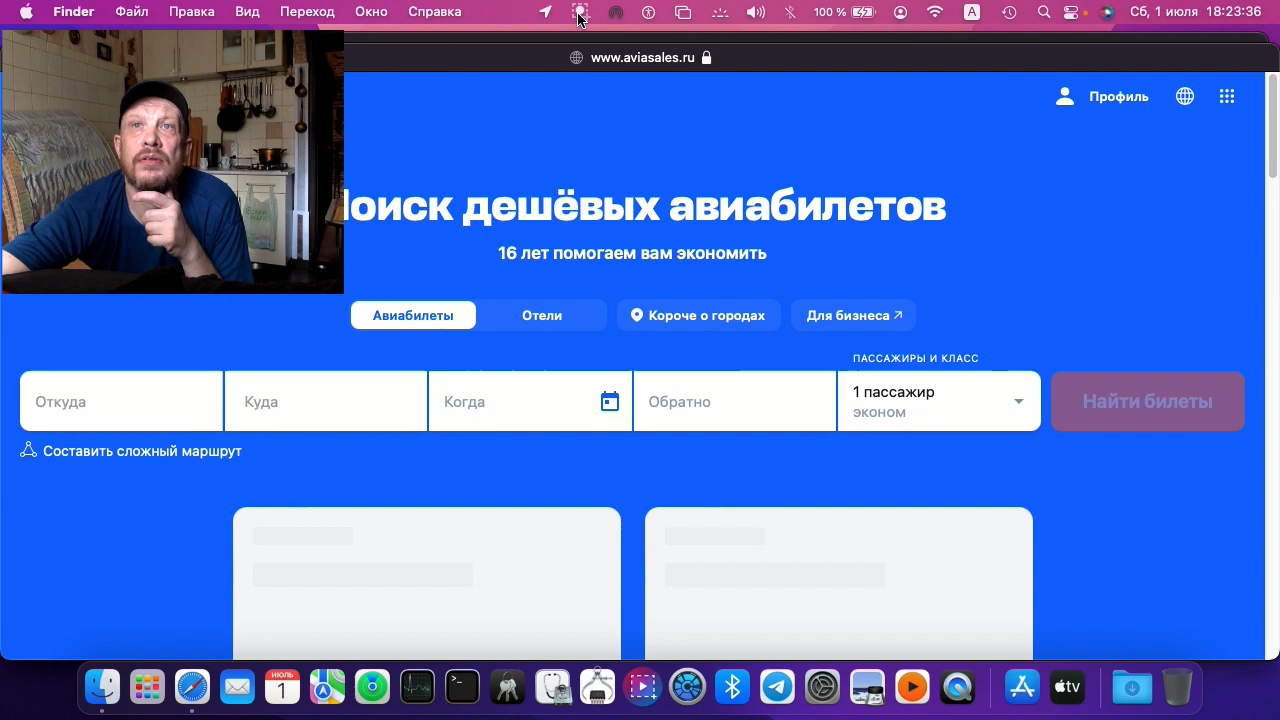 Finder Файл Правка Вид Переход Окно Справка 100 % A Сб, 1 июля 18:23:36
www.aviasales.ru
Профиль
оиск дешёвых авиабилетов
16 лет помогаем вам экономить
Авиабилеты Отели Короче о городах Для бизнеса
ПАССАЖИРЫ И КЛАСС
Откуда Куда Когда Обратно 1 пассажир Найти билеты
эконом
Составить сложный маршрут
ИЮЛЬ
1
tv